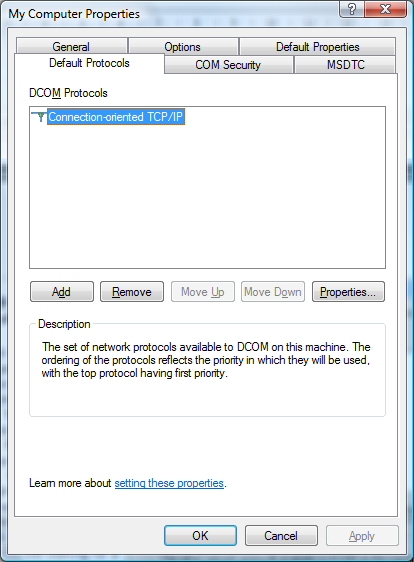 My Computer Properties
General Options Default Properties
Default Protocols COM Security MSDTC
DCOM Protocols
Connection-oriented TCP/IP
Add Remove Move Up Move Down Properties...
Description
The set of network protocols available to DCOM on this machine. The
ordering of the protocols reflects the priority in which they will be used,
with the top protocol having first priority.
Learn more about setting these properties.
OK Cancel Apply